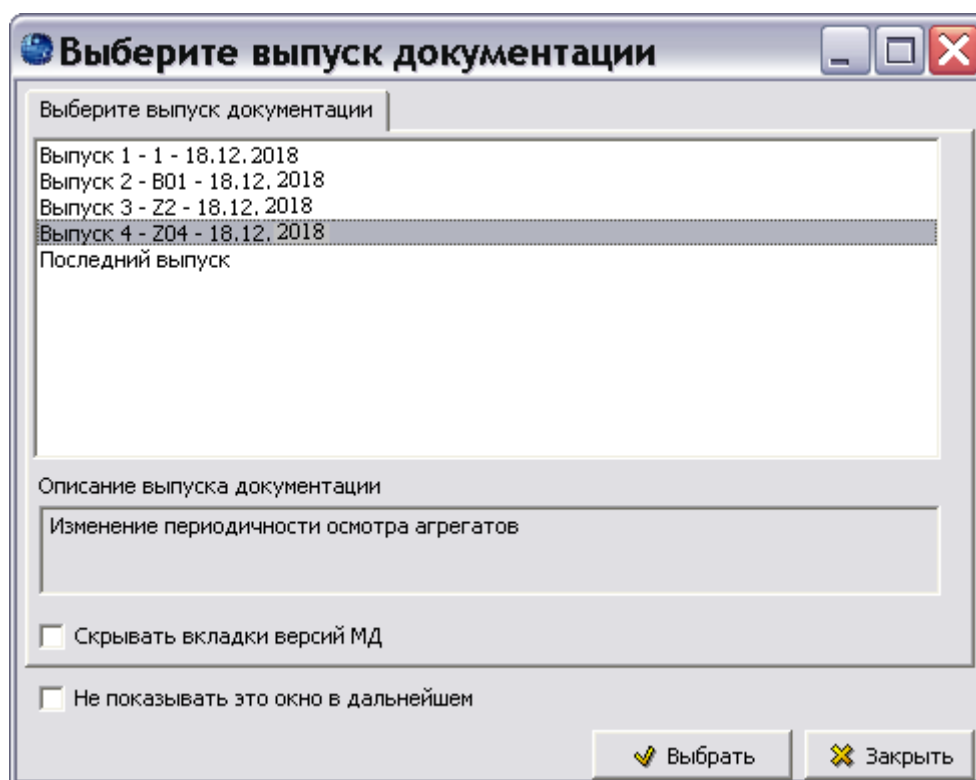 Выберите выпуск документации
Выберите выпуск документации
Выпуск 1 - 1 - 18.12.2018
Выпуск 2 - B01 - 18.12. 2018
Выпуск 3 - Z2 - 18.12. 2018
Выпуск 4 - Z04 - 18.12. 2018
Последний выпуск
Описание выпуска документации
Изменение периодичности осмотра агрегатов
Скрывать вкладки версий МД
Не показывать это окно в дальнейшем
Выбрать
Закрыть